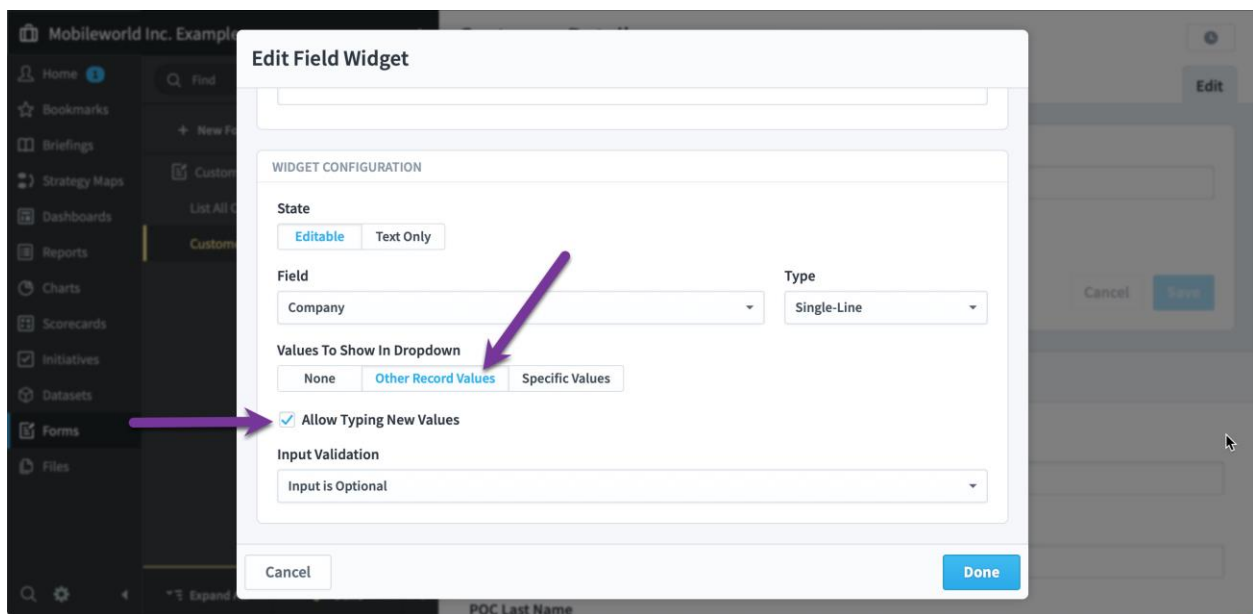 Mobileworld Inc. Example
Home 1
Bookmarks
Briefings
Strategy Maps
Dashboards
Reports
Charts
Scorecards
Initiatives
Datasets
Forms
Files
Find
+ New
List All
Expand
Edit Field Widget
WIDGET CONFIGURATION
State
Editable Text Only
Field Type
Company Single-Line
Values To Show In Dropdown
None Other Record Values Specific Values
Allow Typing New Values
Input Validation
Input is Optional
Cancel Done
Edit
Cancel Save
POC Last Name